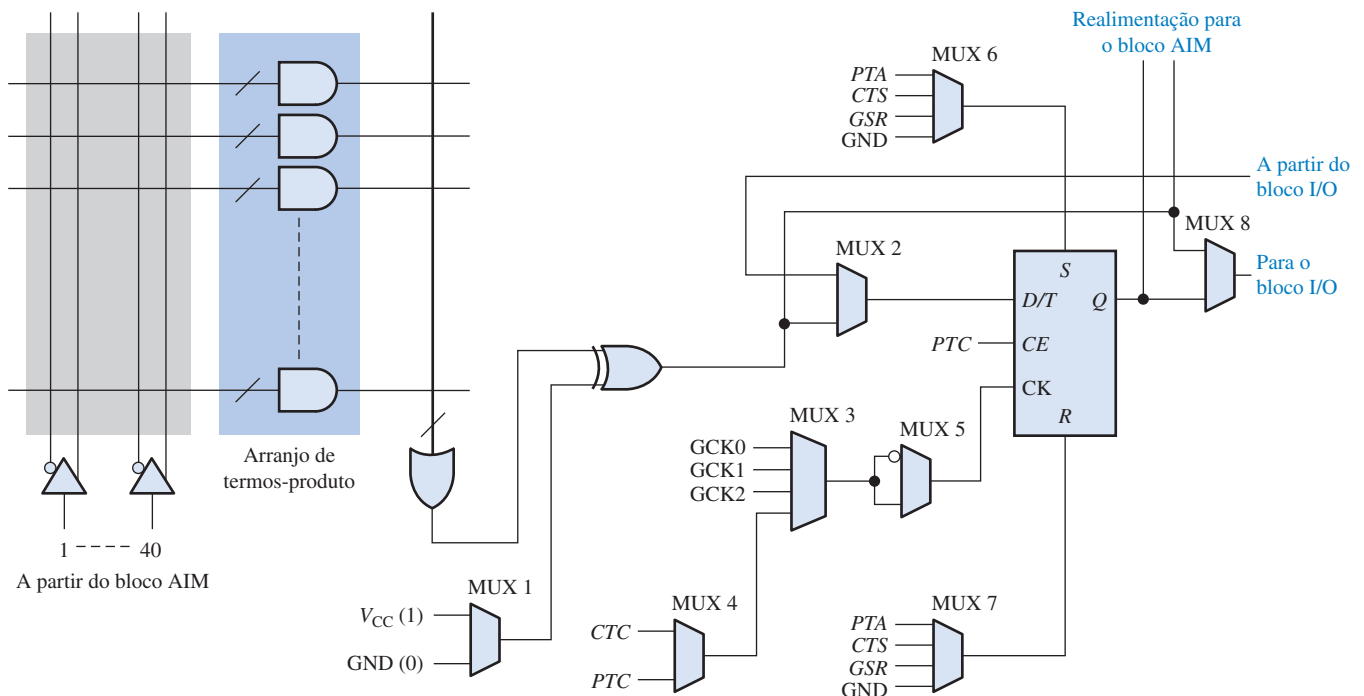 Realimentação para
o bloco AIM
MUX 6
PTA
CTS
GSR
GND
A partir do
bloco I/O
MUX 8
Para o
bloco I/O
MUX 2
S
D/T
Q
PTC
CE
CK
R
MUX 3
MUX 5
GCK0
GCK1
GCK2
Arranjo de
termos-produto
1
40
A partir do bloco AIM
MUX 1
VCC (1)
GND (0)
MUX 4
CTC
PTC
MUX 7
PTA
CTS
GSR
GND